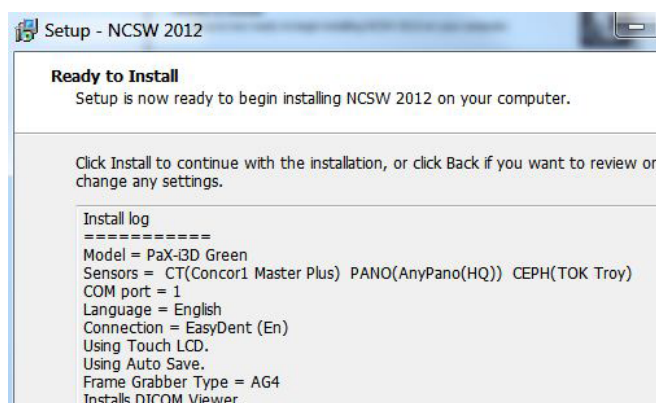 Setup - NCSW 2012
Ready to Install
Setup is now ready to begin installing NCSW 2012 on your computer.
Click Install to continue with the installation, or click Back if you want to review or
change any settings.
Install log
===========
Model = PaX-i3D Green
Sensors =  CT(Concor1 Master Plus)  PANO(AnyPano(HQ))  CEPH(TOK Troy)
COM port = 1
Language = English
Connection = EasyDent (En)
Using Touch LCD.
Using Auto Save.
Frame Grabber Type = AG4
Installs DICOM Viewer